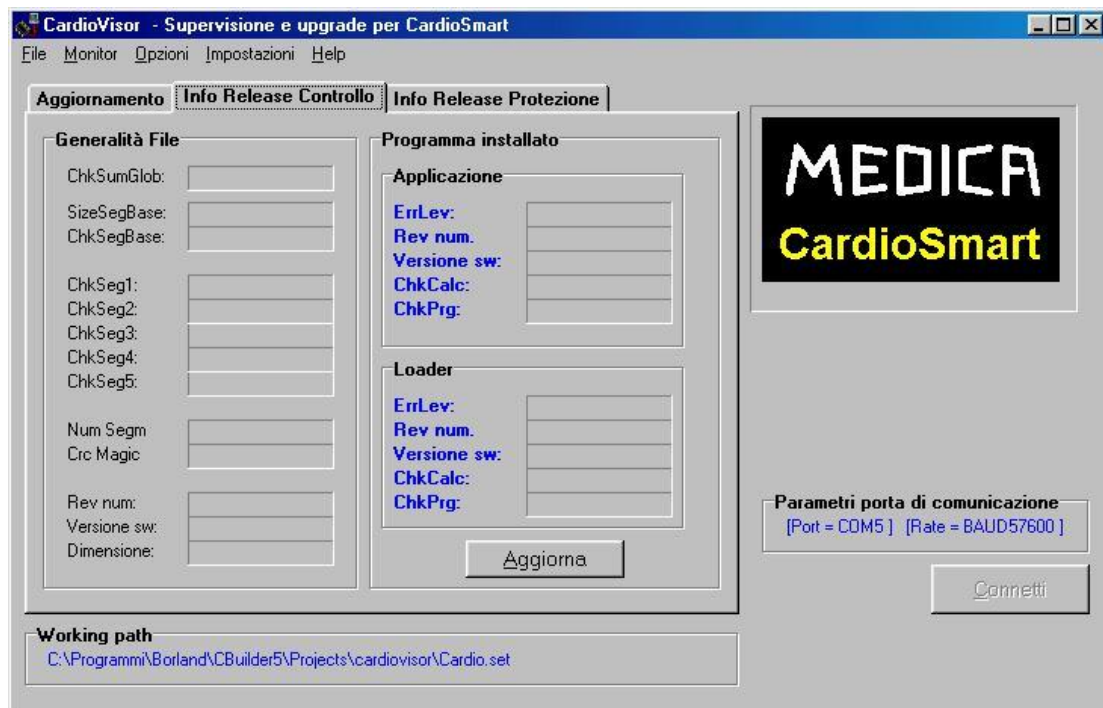 CardioVisor - Supervisione e upgrade per CardioSmart
File Monitor Opzioni Impostazioni Help
Aggiornamento Info Release Controllo Info Release Protezione
Generalità File
ChkSumGlob:
SizeSegBase:
ChkSegBase:
ChkSeg1:
ChkSeg2:
ChkSeg3:
ChkSeg4:
ChkSeg5:
Num Segm
Crc Magic
Rev num:
Versione sw:
Dimensione:
Programma installato
Applicazione
ErrLev:
Rev num.
Versione sw:
ChkCalc:
ChkPrg:
Loader
ErrLev:
Rev num.
Versione sw:
ChkCalc:
ChkPrg:
Aggiorna
MEDICA
CardioSmart
Parametri porta di comunicazione
[Port = COM5 ] [Rate = BAUD57600 ]
Connetti
Working path
C:\Programmi\Borland\CBuilder5\Projects\cardiovisor\Cardio.set